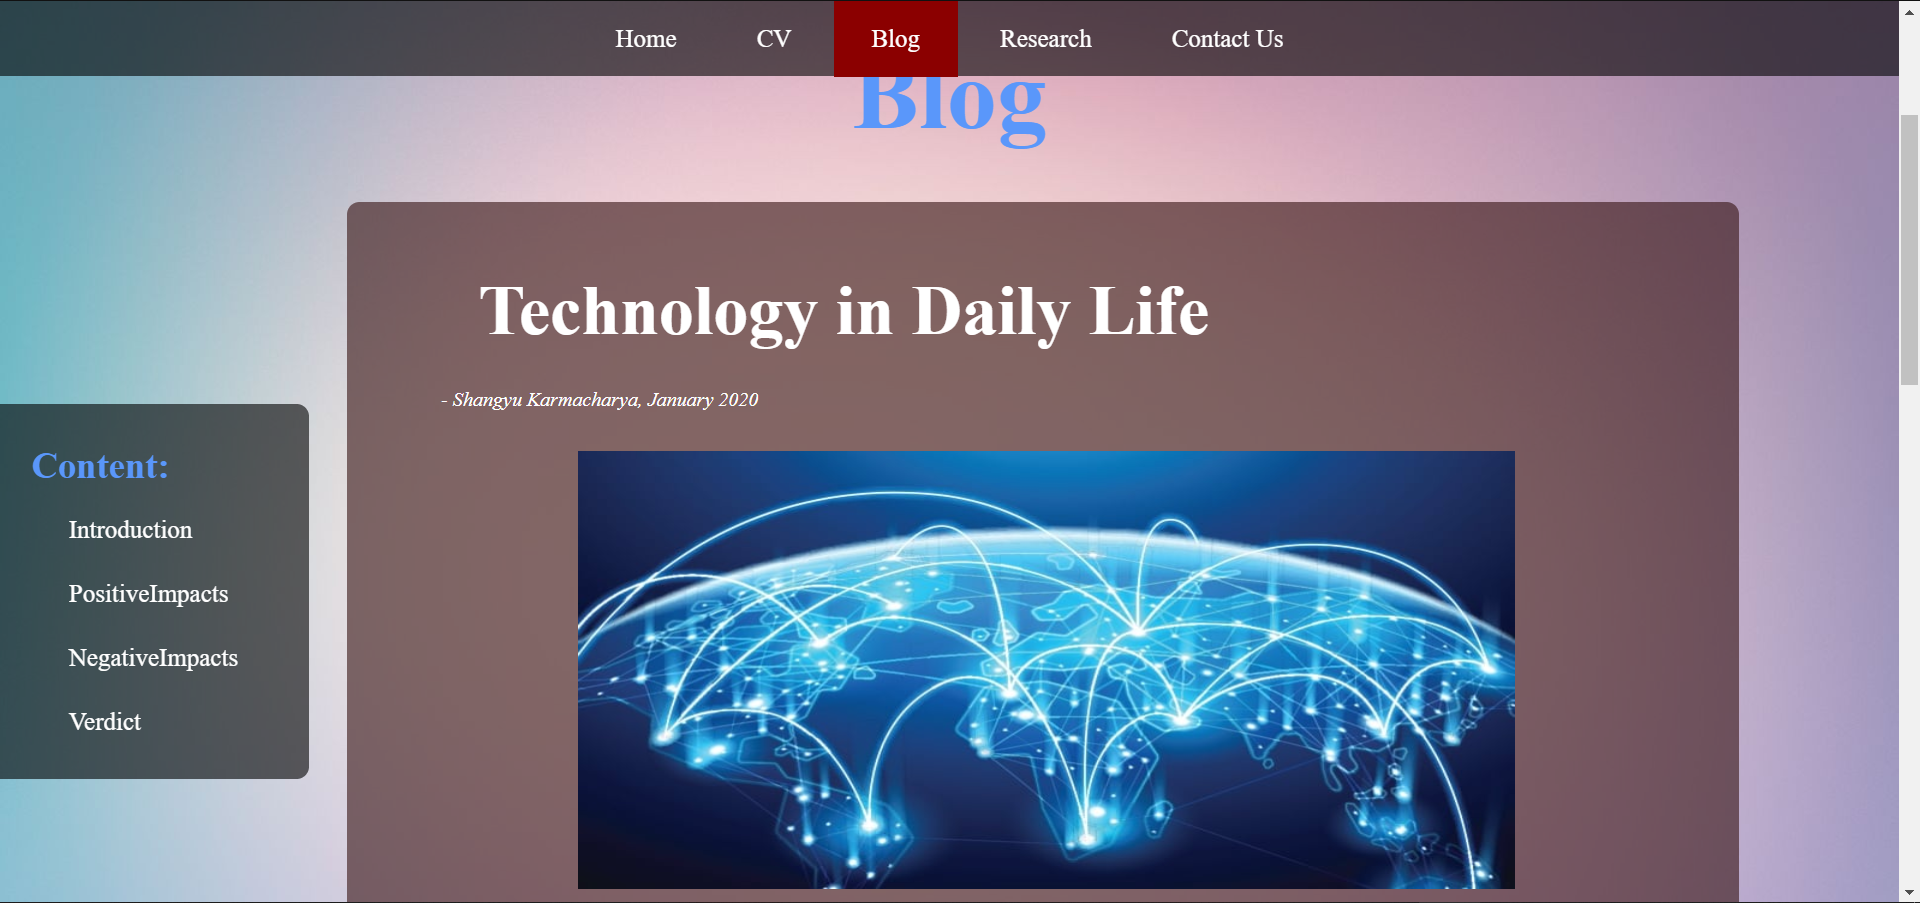 Home CV Blog Research Contact Us
Blog
Technology in Daily Life
- Shangyu Karmacharya, January 2020
Content:
Introduction
PositiveImpacts
NegativeImpacts
Verdict